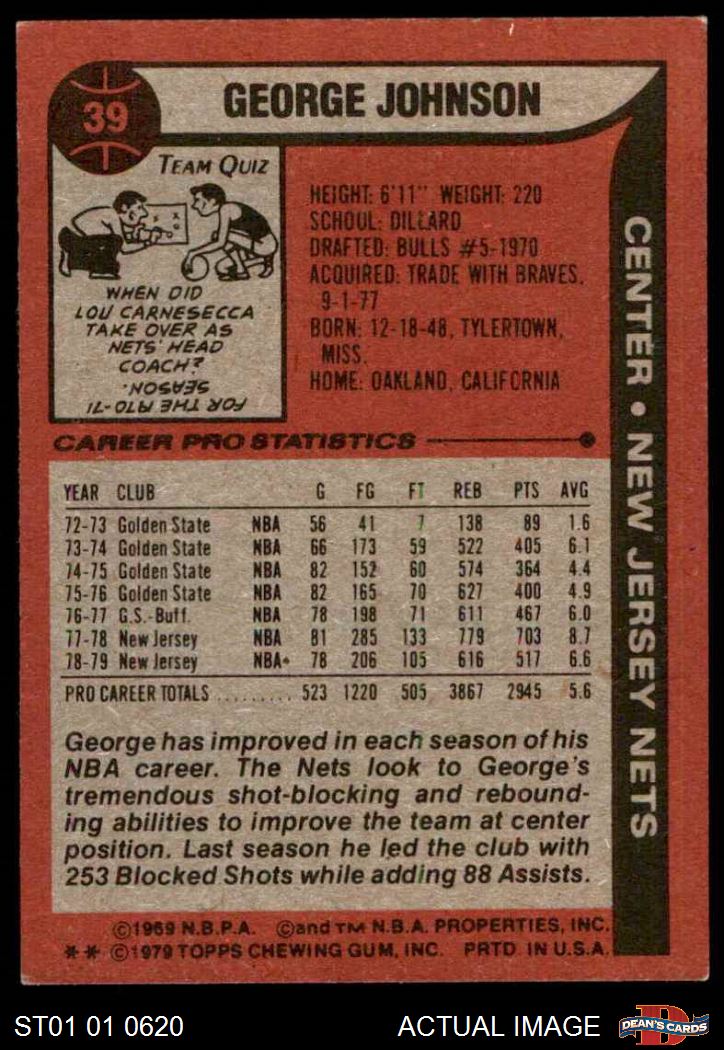 39
GEORGE JOHNSON
TEAM QUIZ
WHEN DID
LOU CARNESECCA
TAKE OVER AS
NETS' HEAD
COACH?
FOR THE 1970-71
SEASON.
HEIGHT: 6'11" WEIGHT: 220
SCHOOL: DILLARD
DRAFTED: BULLS #5-1970
ACQUIRED: TRADE WITH BRAVES,
9-1-77
BORN: 12-18-48, TYLERTOWN,
MISS.
HOME: OAKLAND, CALIFORNIA
CENTER • NEW JERSEY NETS
CAREER PRO STATISTICS
YEAR CLUB G FG FT REB PTS AVG
72-73 Golden State NBA 56 41 7 138 89 1.6
73-74 Golden State NBA 66 173 59 522 405 6.1
74-75 Golden State NBA 82 152 60 574 364 4.4
75-76 Golden State NBA 82 165 70 627 400 4.9
76-77 G.S.-Buff. NBA 78 198 71 611 467 6.0
77-78 New Jersey NBA 81 285 133 779 703 8.7
78-79 New Jersey NBA• 78 206 105 616 517 6.6
PRO CAREER TOTALS ......... 523 1220 505 3867 2945 5.6
George has improved in each season of his
NBA career. The Nets look to George's
tremendous shot-blocking and rebound-
ing abilities to improve the team at center
position. Last season he led the club with
253 Blocked Shots while adding 88 Assists.
©1969 N.B.P.A. ©and TM N.B.A. PROPERTIES, INC.
** ©1979 TOPPS CHEWING GUM, INC. PRTD. IN U.S.A.
ST01 01 0620
ACTUAL IMAGE
D
DEAN'S CARDS